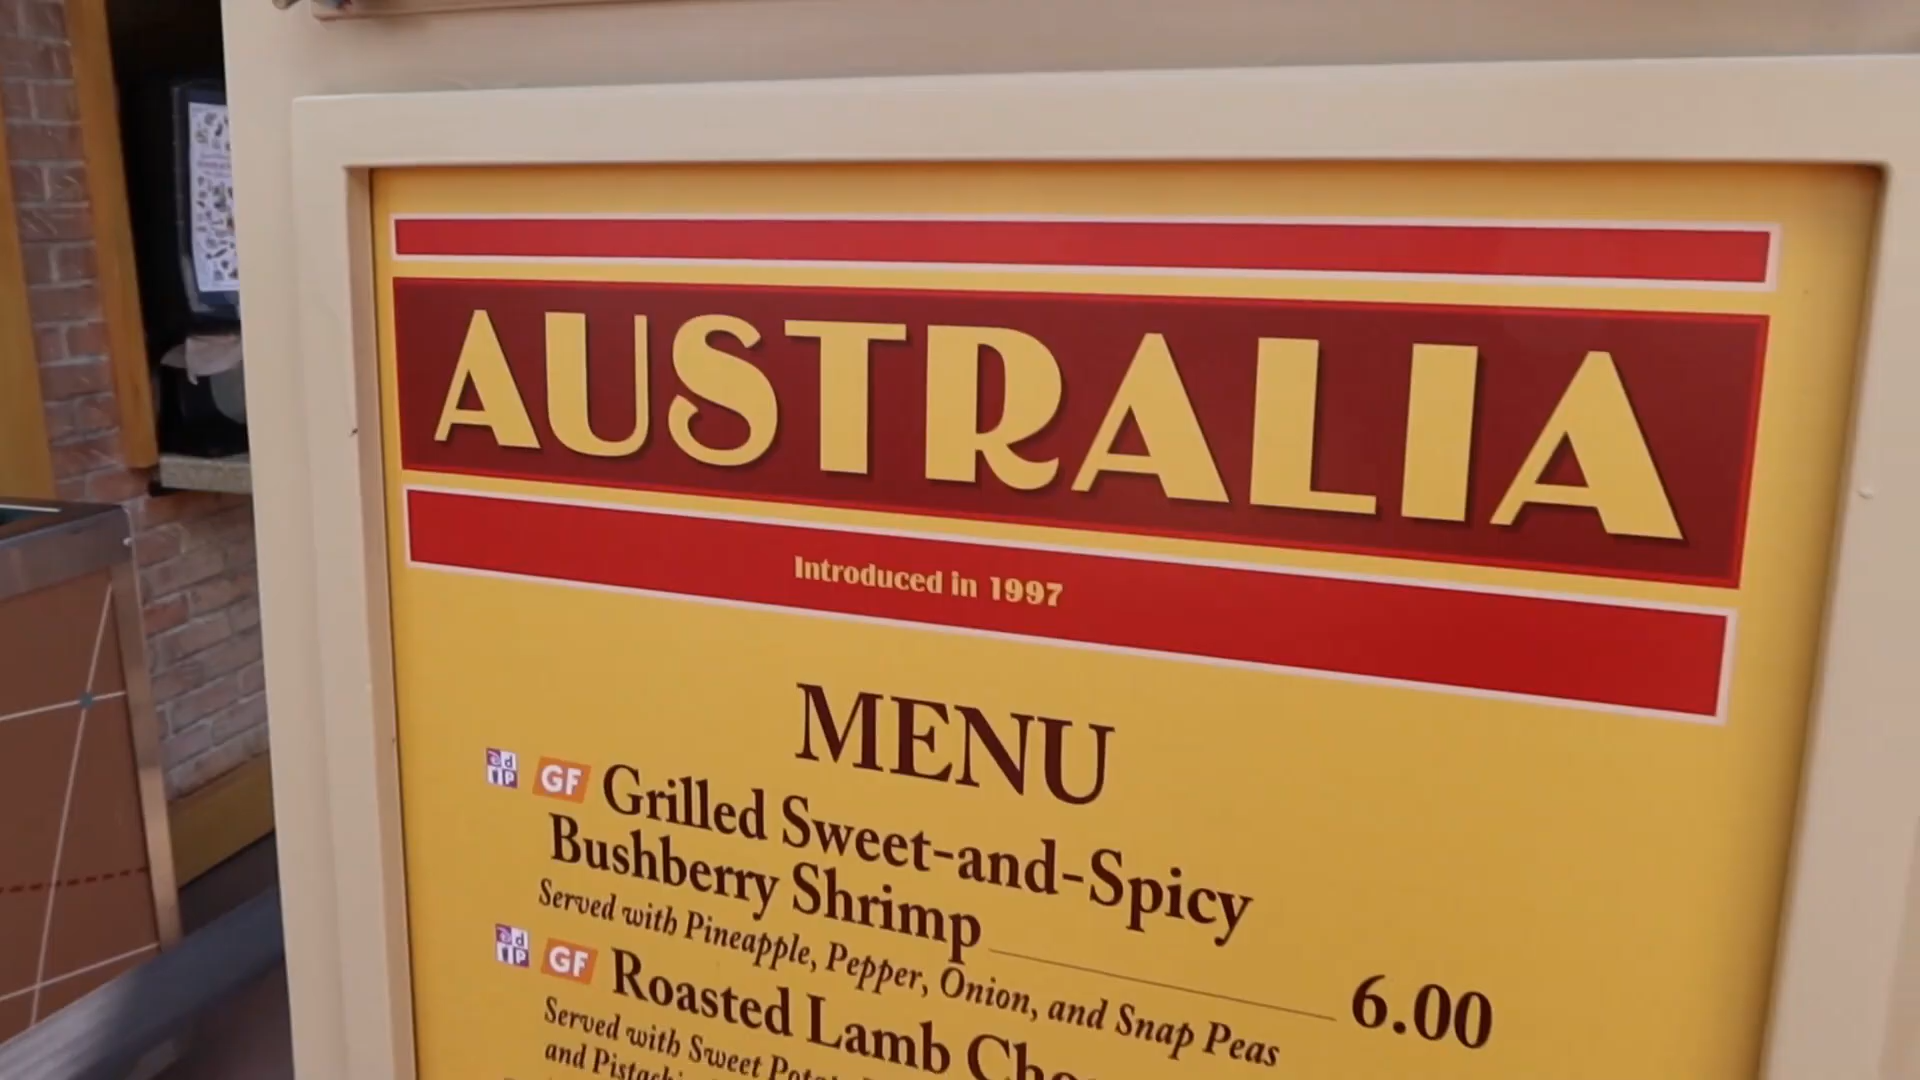 AUSTRALIA
Introduced in 1997
MENU
GF Grilled Sweet-and-Spicy
Bushberry Shrimp 6.00
Served with Pineapple, Pepper, Onion, and Snap Peas
GF Roasted Lamb
Served with Sweet
and